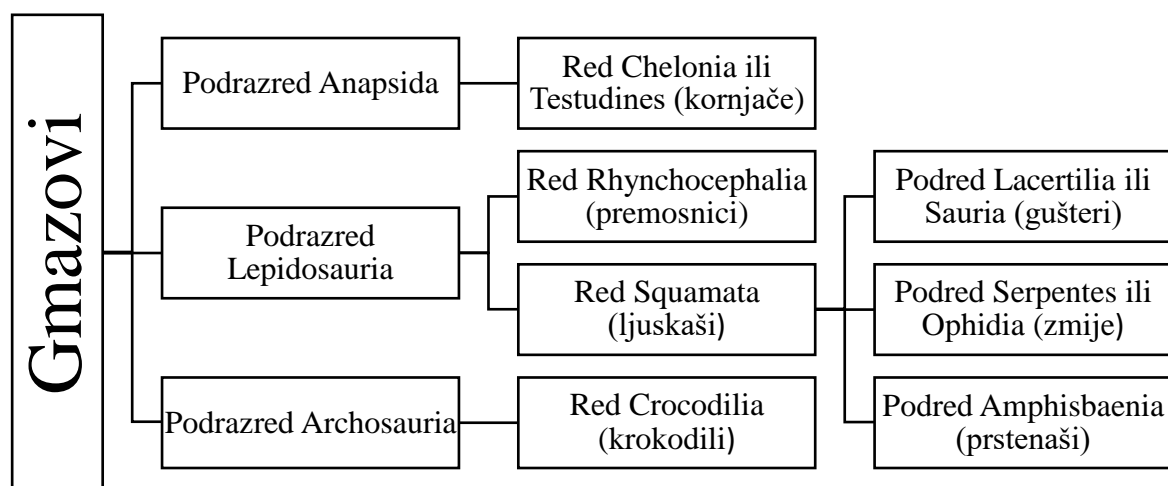 Gmazovi
Podrazred Anapsida
Red Chelonia ili
Testudines (kornjače)
Podrazred
Lepidosauria
Red Rhynchocephalia
(premosnici)
Red Squamata
(ljuskaši)
Podred Lacertilia ili
Sauria (gušteri)
Podred Serpentes ili
Ophidia (zmije)
Podred Amphisbaenia
(prstenaši)
Podrazred Archosauria
Red Crocodilia
(krokodili)